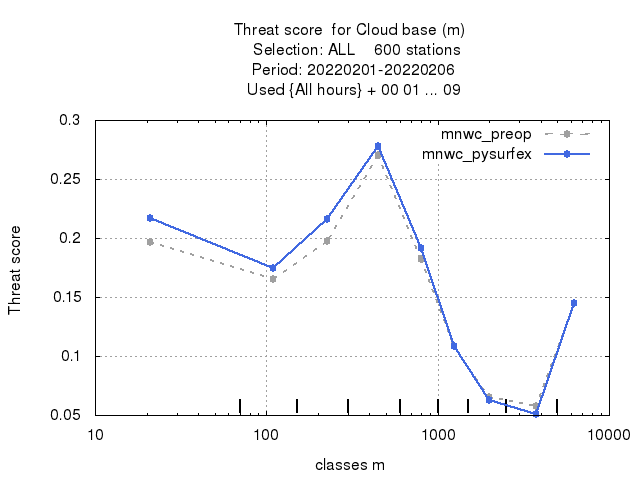 Threat score  for Cloud base (m)
Selection: ALL    600 stations
Period: 20220201-20220206
Used {All hours} + 00 01 ... 09
mnwc_preop
mnwc_pysurfex
0.3
0.25
0.2
0.15
0.1
0.05
Threat score
10 100 1000 10000
classes m